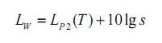 L_W = L_{P2}(T) + 10 lg s